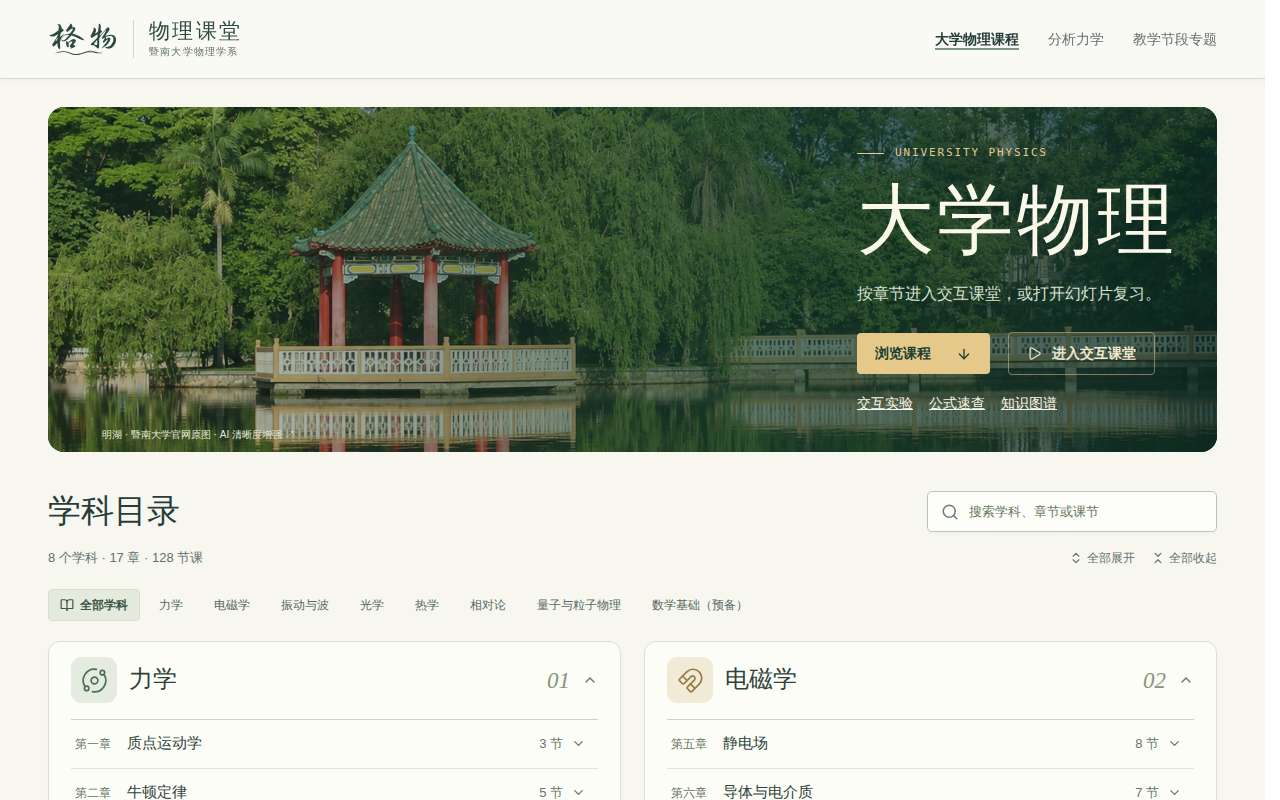 格物
物理课堂
暨南大学物理学系
大学物理课程 分析力学 教学节段专题
UNIVERSITY PHYSICS
大学物理
按章节进入交互课堂，或打开幻灯片复习。
浏览课程 进入交互课堂
交互实验 公式速查 知识图谱
明湖 · 暨南大学官网原图 · AI 清晰度增强
学科目录
搜索学科、章节或课节
8 个学科 · 17 章 · 128 节课
全部展开 全部收起
全部学科 力学 电磁学 振动与波 光学 热学 相对论 量子与粒子物理 数学基础（预备）
力学 01
第一章 质点运动学 3 节
第二章 牛顿定律 5 节
电磁学 02
第五章 静电场 8 节
第六章 导体与电介质 7 节